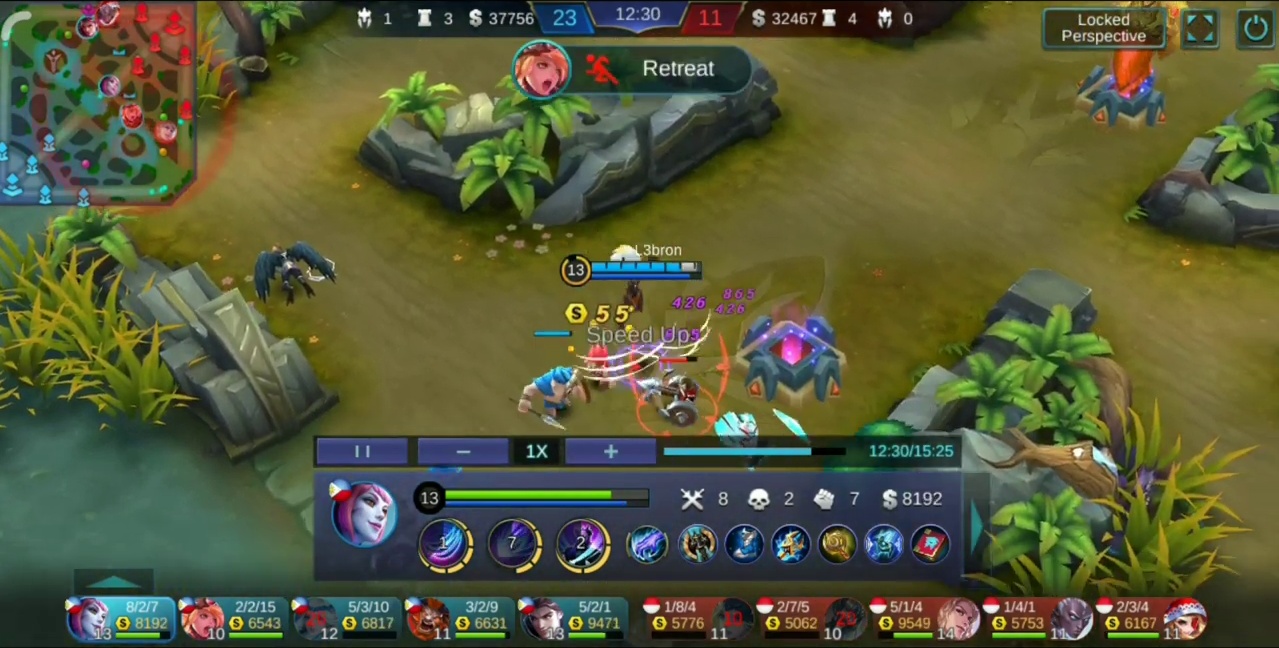 1 3 $ 37756 23 12:30 11 $ 32467 4 0
Locked
Perspective
Retreat
L3bron
13
426 865
426
S 55
Speed Up
13 8 2 7 $ 8192
1X 12:30/15:25
1 7 2
8/2/7 2/2/15 5/3/10 3/2/9 5/2/1 1/8/4 2/7/5 5/1/4 1/4/1 2/3/4
8192 6543 6817 6631 9471 5776 5062 9549 5753 6167
13 10 12 11 13 11 10 14 11 11